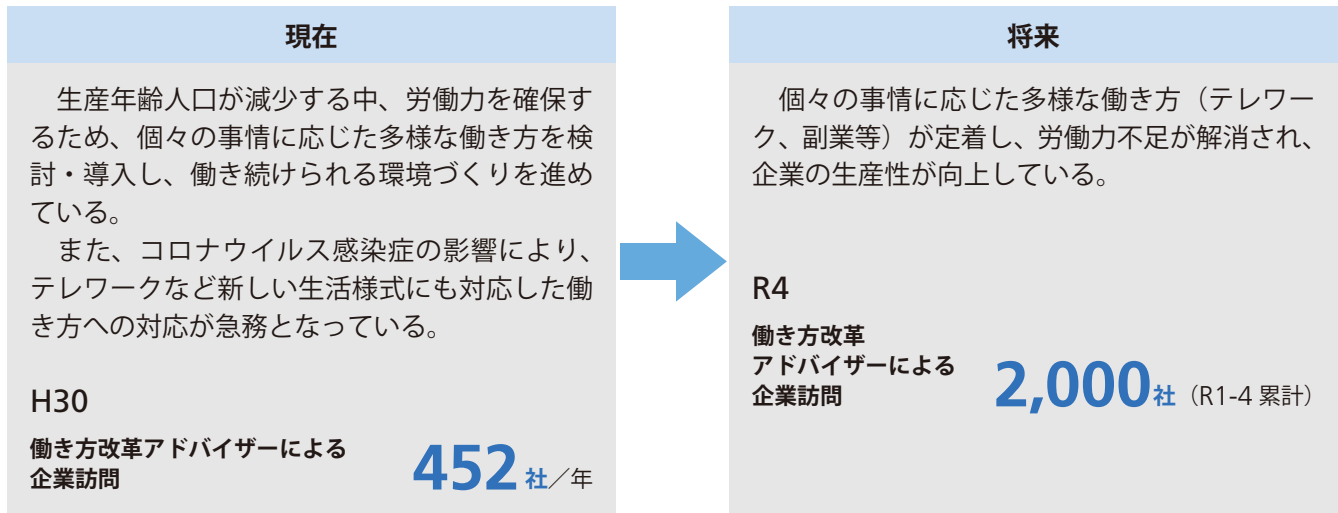 現在
　生産年齢人口が減少する中、労働力を確保す
るため、個々の事情に応じた多様な働き方を検
討・導入し、働き続けられる環境づくりを進め
ている。
　また、コロナウイルス感染症の影響により、
テレワークなど新しい生活様式にも対応した働
き方への対応が急務となっている。
H30
働き方改革アドバイザーによる
企業訪問
452社／年
将来
　個々の事情に応じた多様な働き方（テレワー
ク、副業等）が定着し、労働力不足が解消され、
企業の生産性が向上している。
R4
働き方改革
アドバイザーによる
企業訪問
2,000社（R1-4 累計）